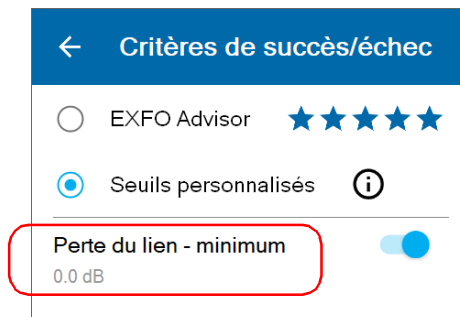 Critères de succès/échec
EXFO Advisor
Seuils personnalisés
Perte du lien - minimum
0.0 dB